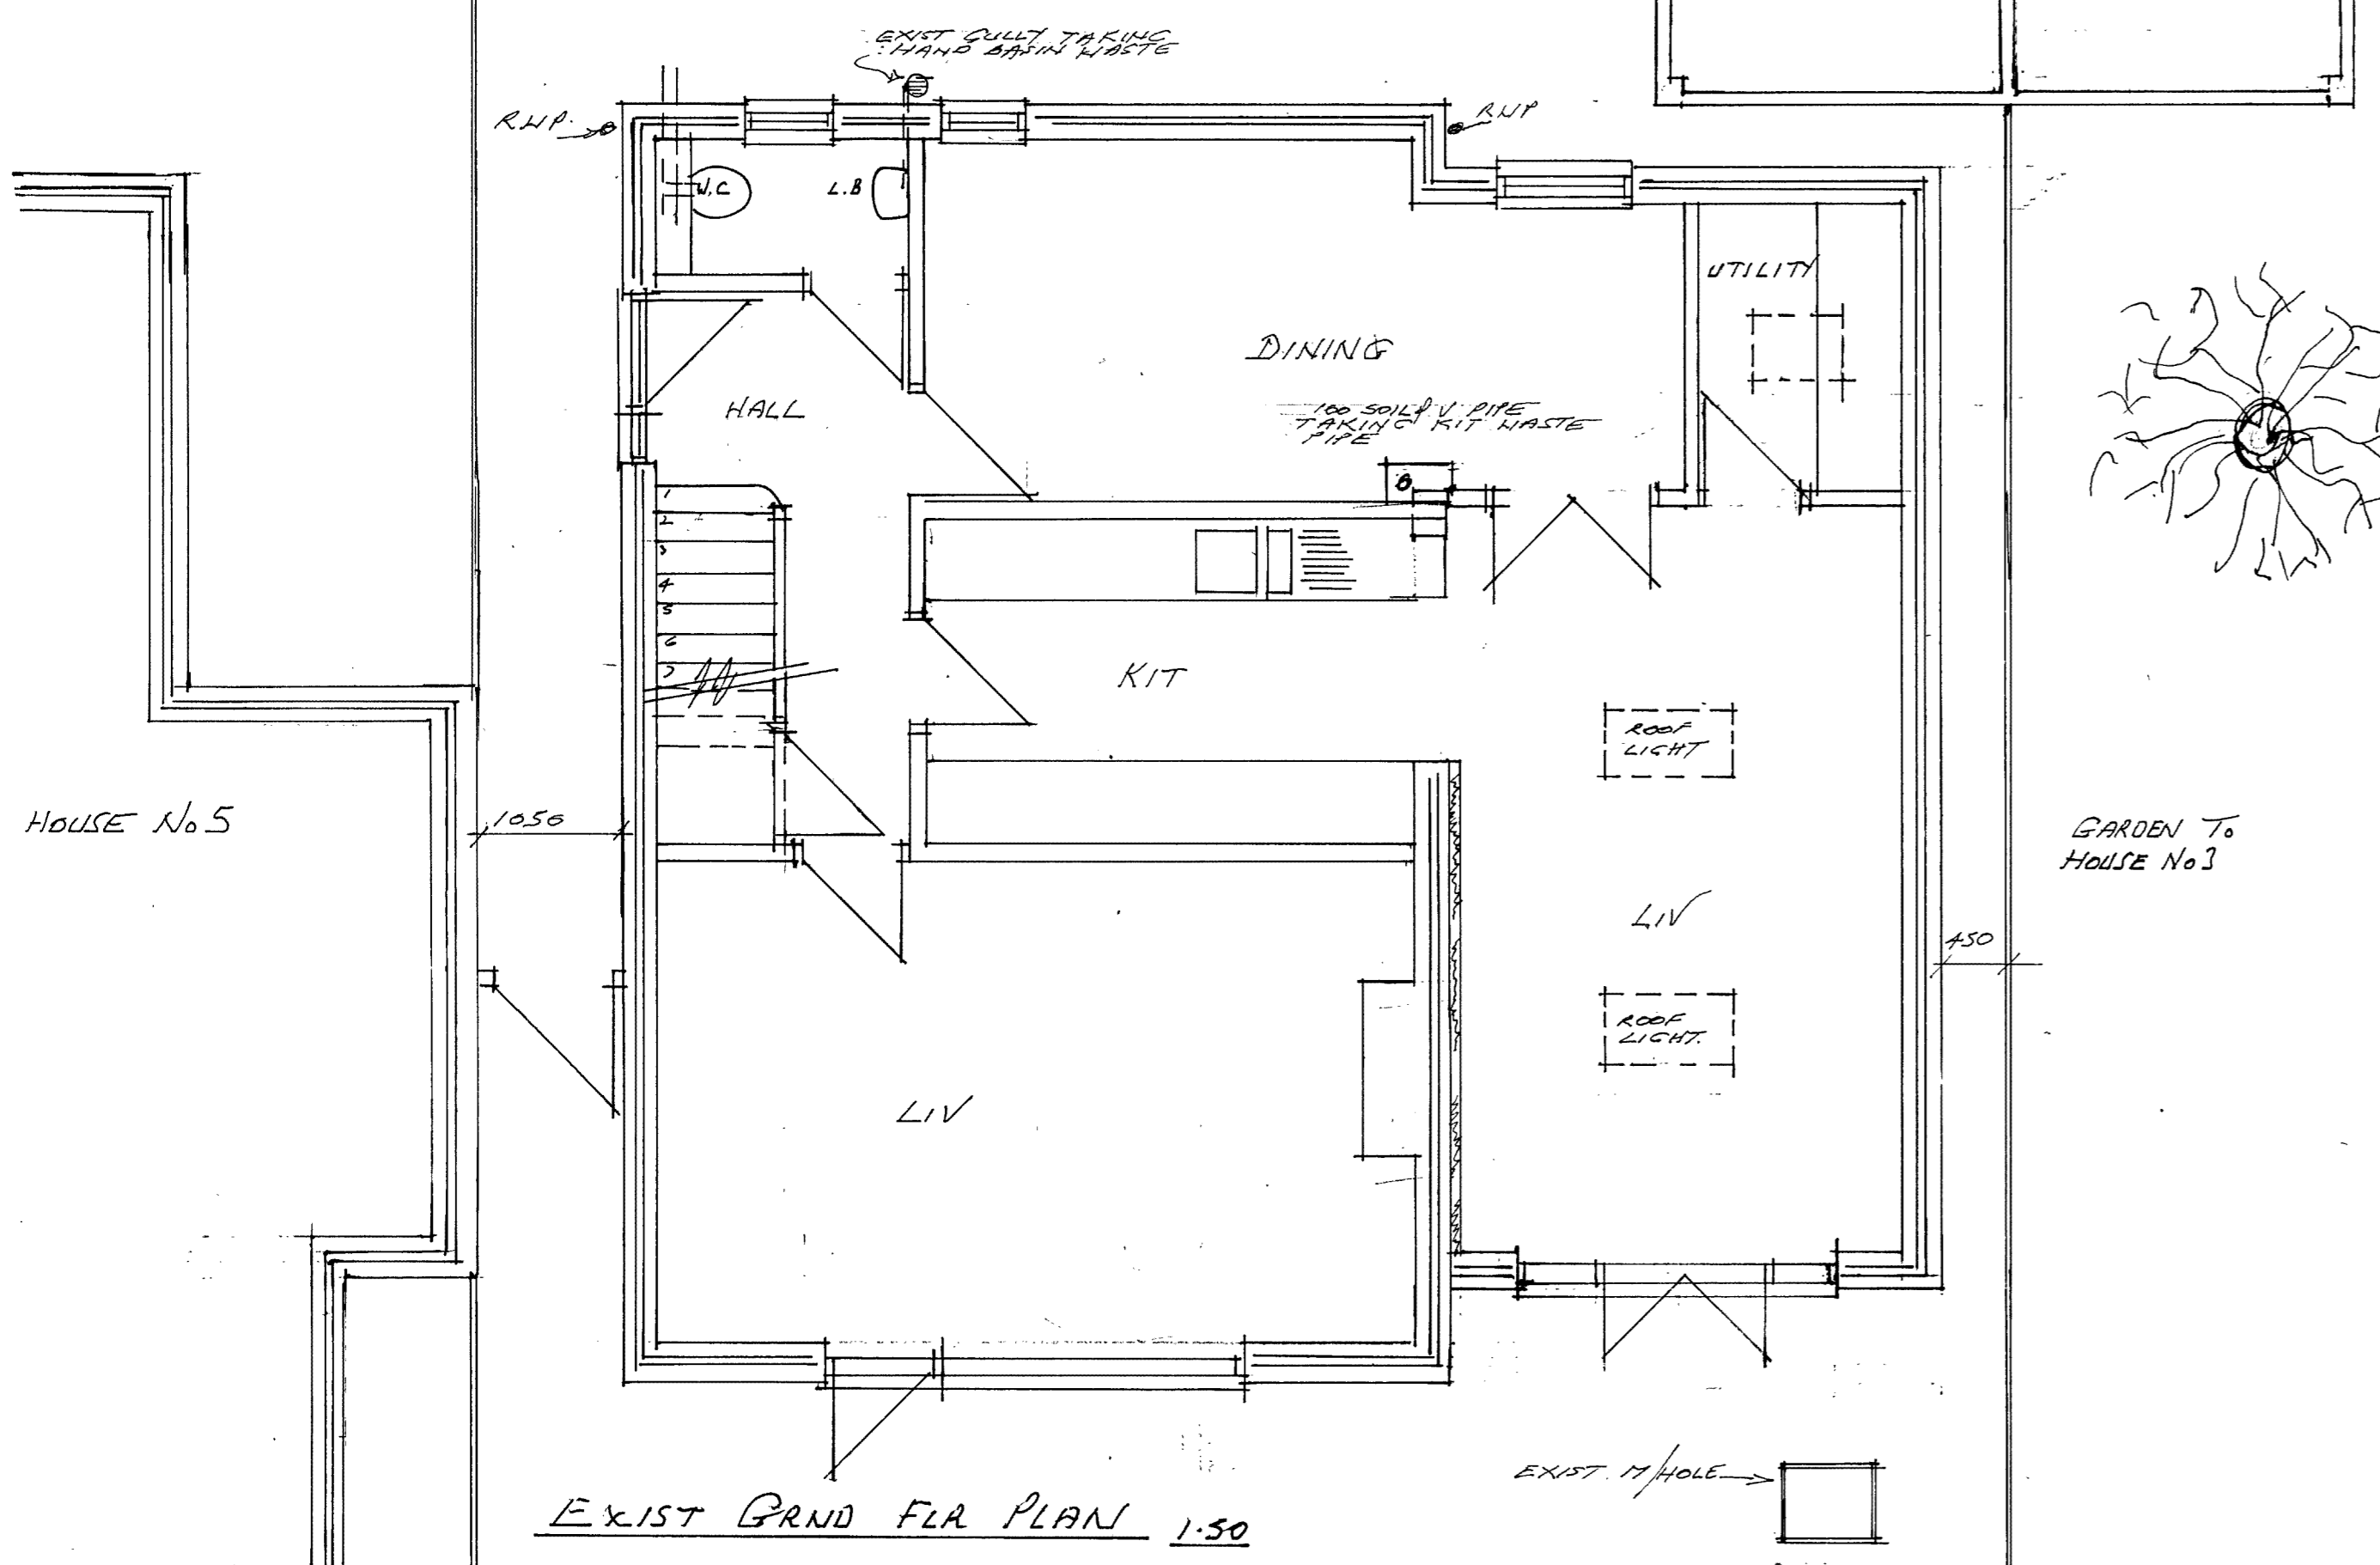 EXIST GULLY TAKING
HAND BASIN WASTE
R.W.P.
RWP
W.C
L.B
UTILITY
DINING
HALL
100 SOIL & V PIPE
TAKING KIT WASTE
PIPE
1
2
3
4
5
6
7
KIT
ROOF
LIGHT
HOUSE No 5
1050
GARDEN To
HOUSE No 3
LIV
450
ROOF
LIGHT.
LIV
EXIST. M/HOLE
EXIST GRND FLR PLAN 1:50